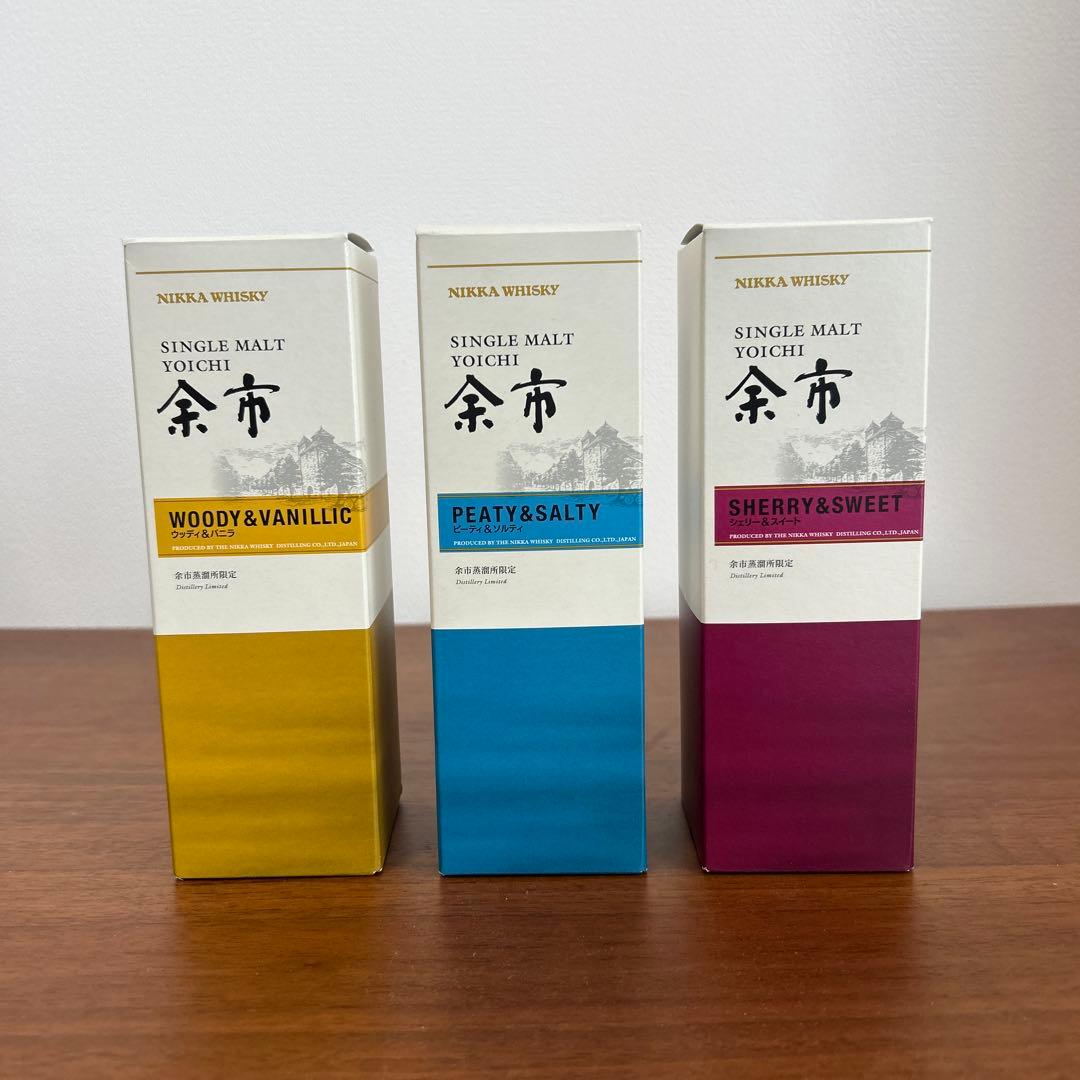 NIKKA WHISKY
SINGLE MALT
YOICHI
余市
WOODY&VANILLIC
ウッディ&バニラ
PRODUCED BY THE NIKKA WHISKY DISTILLING CO.,LTD.,JAPAN
余市蒸溜所限定
Distillery Limited
NIKKA WHISKY
SINGLE MALT
YOICHI
余市
PEATY&SALTY
ピーティ&ソルティ
PRODUCED BY THE NIKKA WHISKY DISTILLING CO.,LTD.,JAPAN
余市蒸溜所限定
Distillery Limited
NIKKA WHISKY
SINGLE MALT
YOICHI
余市
SHERRY&SWEET
シェリー&スイート
PRODUCED BY THE NIKKA WHISKY DISTILLING CO.,LTD.,JAPAN
余市蒸溜所限定
Distillery Limited